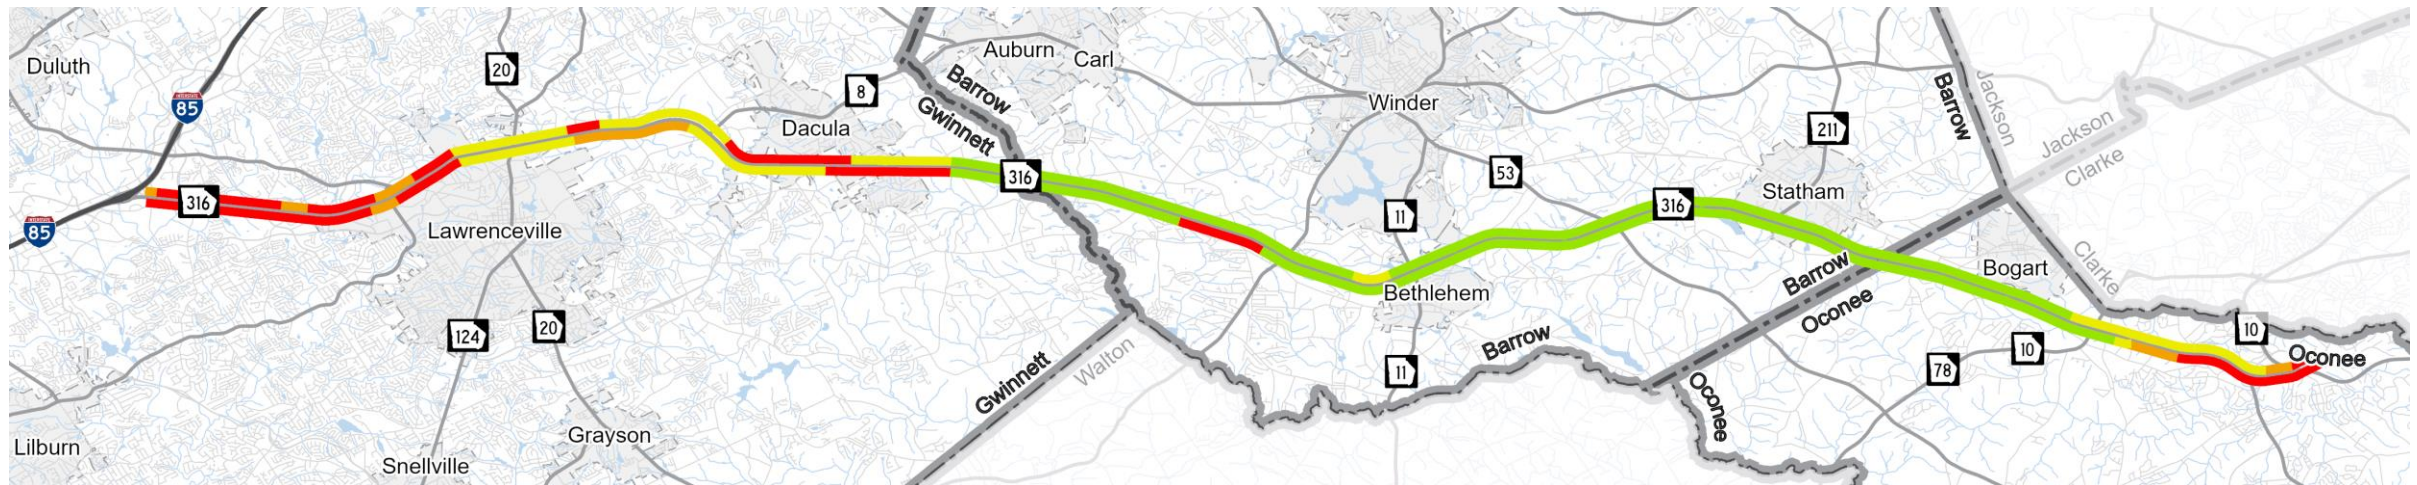 Duluth
INTERSTATE
85
INTERSTATE
85
316
20
Lawrenceville
124
20
Lilburn
Snellville
Grayson
Dacula
8
Auburn
Carl
Barrow
Gwinnett
316
Gwinnett
Walton
Winder
53
11
Bethlehem
11
Barrow
316
211
Statham
Barrow
Jackson
Jackson
Clarke
Barrow
Oconee
Bogart
Clarke
78
10
10
Oconee
Oconee